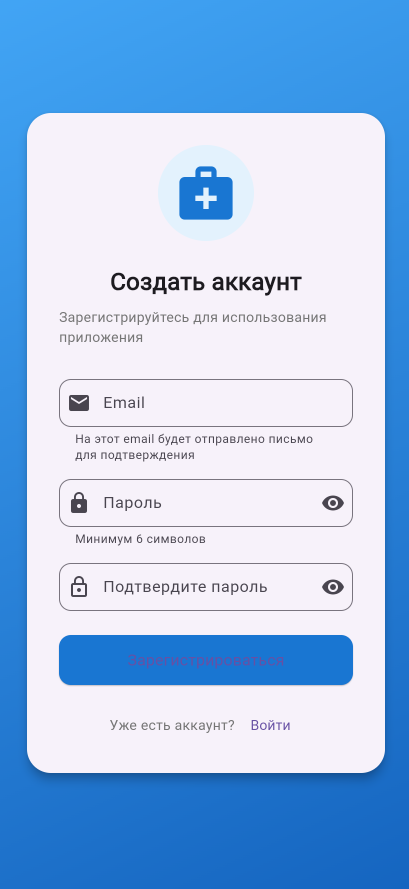 Создать аккаунт
Зарегистрируйтесь для использования
приложения
Email
На этот email будет отправлено письмо
для подтверждения
Пароль
Минимум 6 символов
Подтвердите пароль
Зарегистрироваться
Уже есть аккаунт? Войти